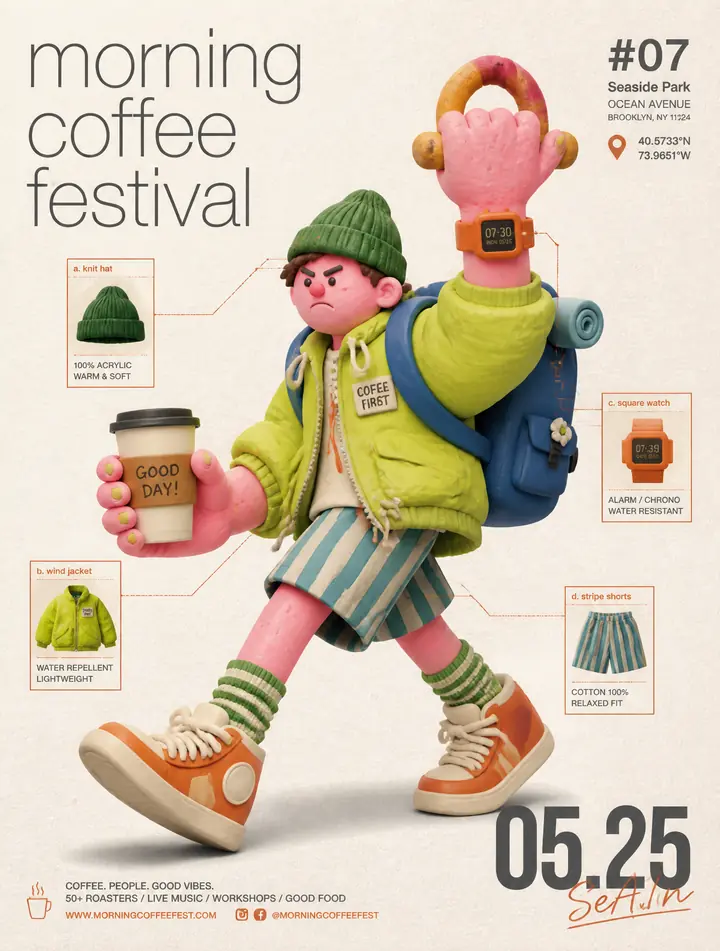 morning
coffee
festival
#07
Seaside Park
OCEAN AVENUE
BROOKLYN, NY 11224
40.5733°N
73.9651°W
07:30
a. knit hat
100% ACRYLIC
WARM & SOFT
COFEE
FIRST
GOOD
DAY!
c. square watch
ALARM / CHRONO
WATER RESISTANT
b. wind jacket
WATER REPELLENT
LIGHTWEIGHT
d. stripe shorts
COTTON 100%
RELAXED FIT
05.25
SeA.lin
COFFEE. PEOPLE. GOOD VIBES.
50+ ROASTERS / LIVE MUSIC / WORKSHOPS / GOOD FOOD
WWW.MORNINGCOFFEEFEST.COM
@MORNINGCOFFEEFEST